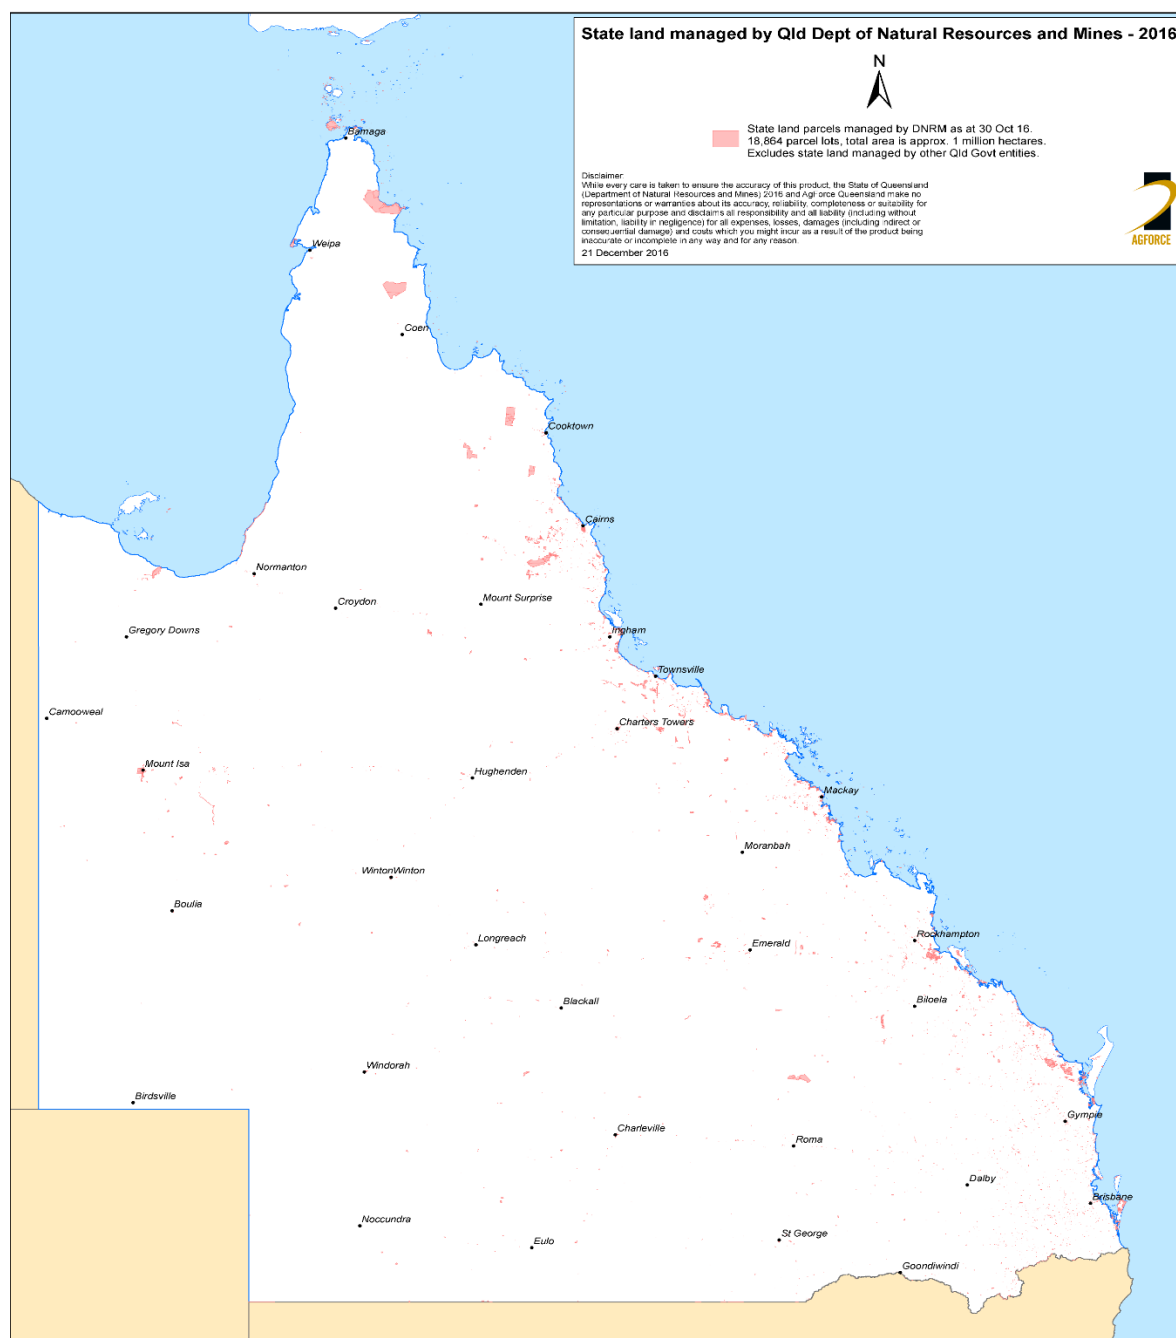 State land managed by Qld Dept of Natural Resources and Mines - 2016
N
State land parcels managed by DNRM as at 30 Oct 16.
18,864 parcel lots, total area is approx. 1 million hectares.
Excludes state land managed by other Qld Govt entities.
Disclaimer:
While every care is taken to ensure the accuracy of this product, the State of Queensland
(Department of Natural Resources and Mines) 2016 and AgForce Queensland make no
representations or warranties about its accuracy, reliability, completeness or suitability for
any particular purpose and disclaims all responsibility and all liability (including without
limitation, liability in negligence) for all expenses, losses, damages (including indirect or
consequential damage) and costs which you might incur as a result of the product being
inaccurate or incomplete in any way and for any reason.
21 December 2016
AGFORCE
Bamaga
Weipa
Coen
Cooktown
Cairns
Normanton
Croydon
Mount Surprise
Gregory Downs
Ingham
Townsville
Camooweal
Charters Towers
Mount Isa
Hughenden
Mackay
Moranbah
WintonWinton
Boulia
Longreach
Emerald
Rockhampton
Blackall
Biloela
Windorah
Birdsville
Gympie
Charleville
Roma
Dalby
Brisbane
Noccundra
Eulo
St George
Goondiwindi